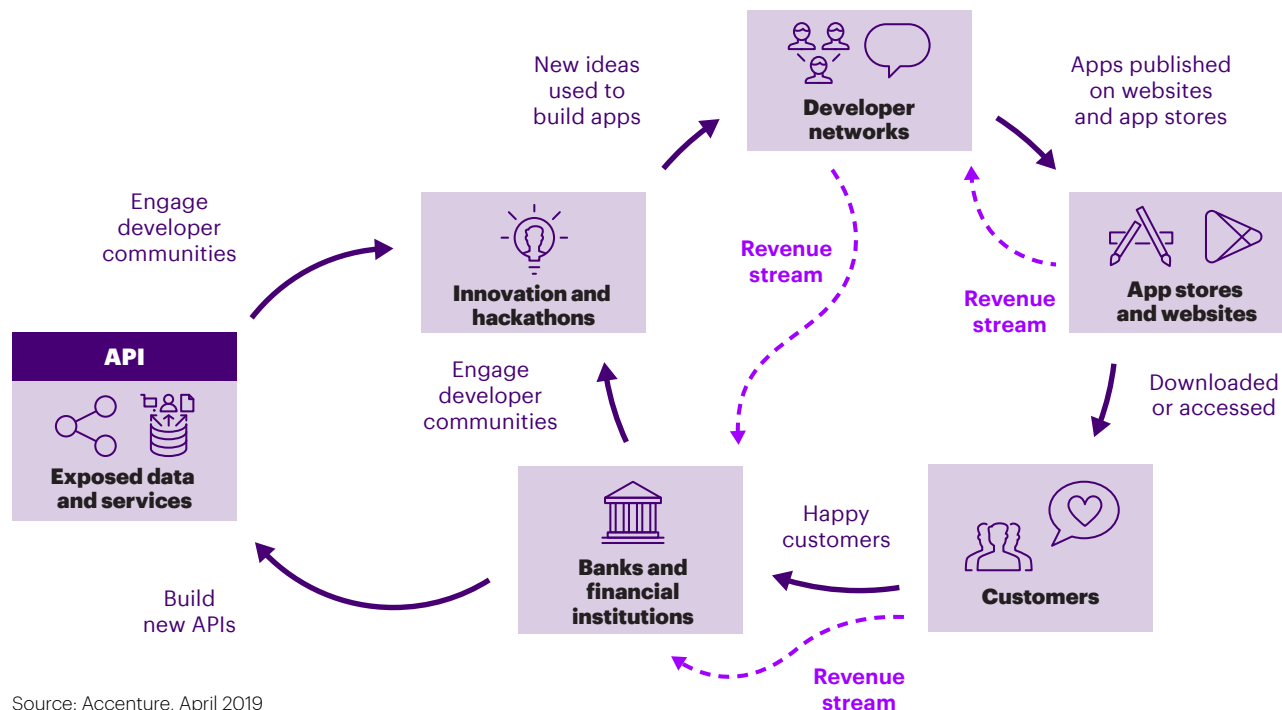 Developer
networks
New ideas
used to
build apps
Apps published
on websites
and app stores
Engage
developer
communities
Innovation and
hackathons
Revenue
stream
Revenue
stream
App stores
and websites
API
Exposed data
and services
Engage
developer
communities
Downloaded
or accessed
Banks and
financial
institutions
Happy
customers
Customers
Build
new APIs
Revenue
stream
Source: Accenture, April 2019